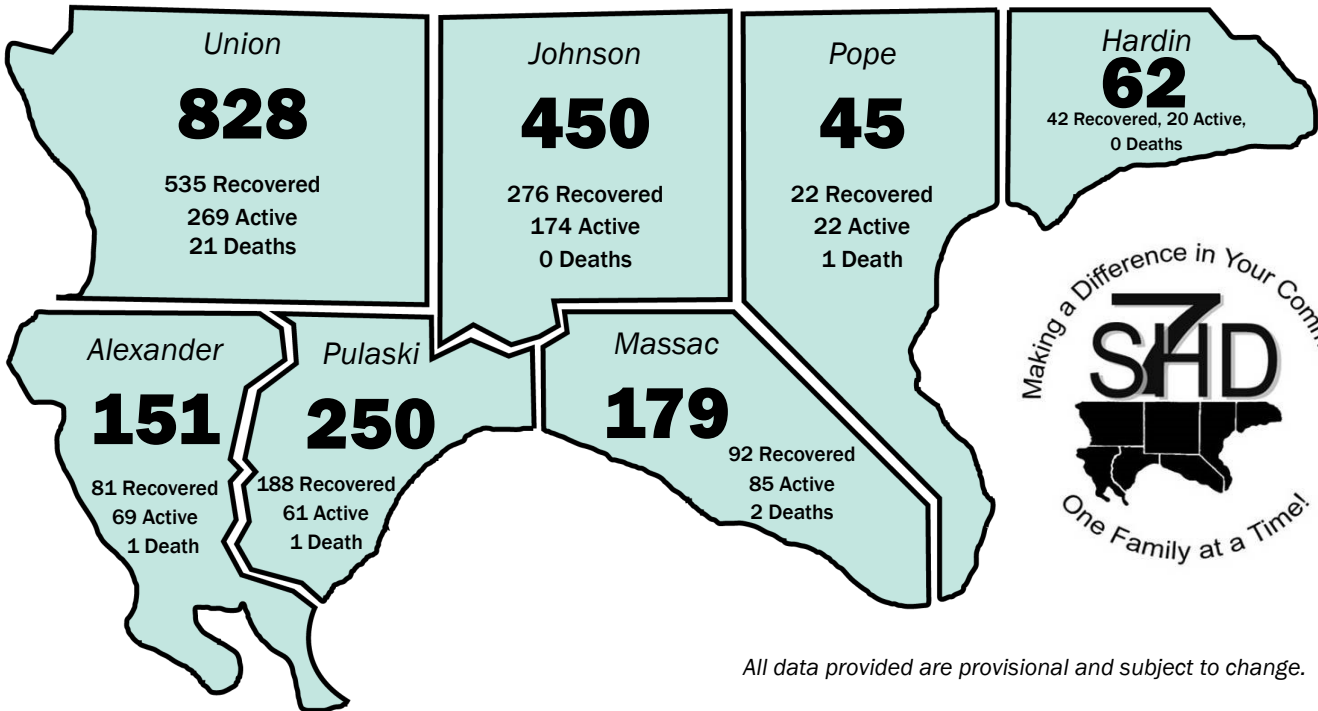 Union
828
535 Recovered
269 Active
21 Deaths
Johnson
450
276 Recovered
174 Active
0 Deaths
Pope
45
22 Recovered
22 Active
1 Death
Hardin
62
42 Recovered, 20 Active,
0 Deaths
Alexander
151
81 Recovered
69 Active
1 Death
Pulaski
250
188 Recovered
61 Active
1 Death
Massac
179
92 Recovered
85 Active
2 Deaths
Making a Difference in Your
S7HD
One Family at a Time!
All data provided are provisional and subject to change.